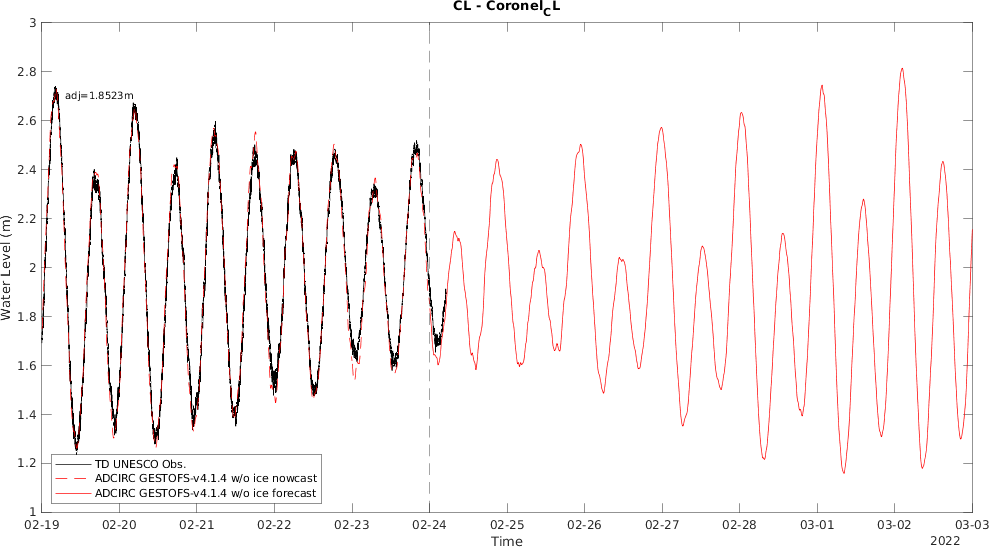 CL - Coronel_CL
3
2.8
adj=1.8523m
2.6
2.4
2.2
2
1.8
1.6
1.4
1.2
1
Water Level (m)
TD UNESCO Obs.
ADCIRC GESTOFS-v4.1.4 w/o ice nowcast
ADCIRC GESTOFS-v4.1.4 w/o ice forecast
02-19 02-20 02-21 02-22 02-23 02-24 02-25 02-26 02-27 02-28 03-01 03-02 03-03
Time
2022